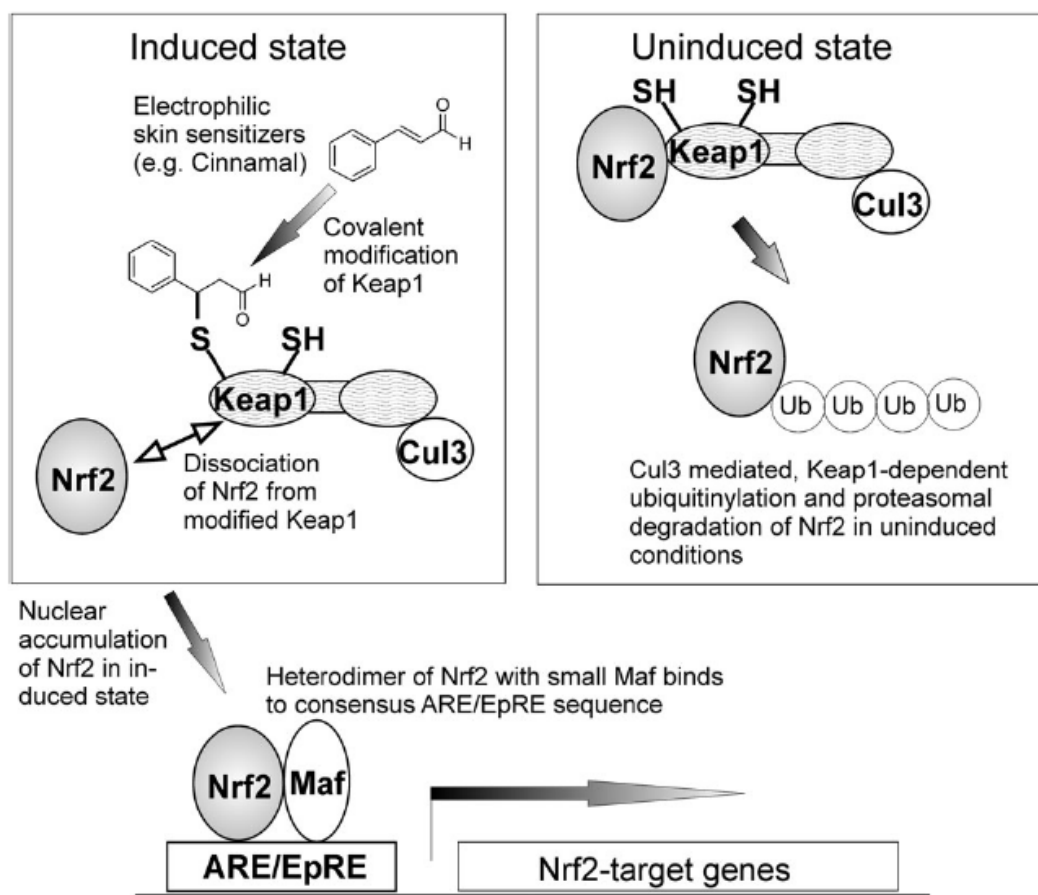 Induced state
Electrophilic
skin sensitizers
(e.g. Cinnamal)
O
H
Covalent
modification
of Keap1
H
O
S
SH
Keap1
Cul3
Nrf2
Dissociation
of Nrf2 from
modified Keap1
Uninduced state
SH
SH
Nrf2
Keap1
Cul3
Nrf2
Ub
Ub
Ub
Ub
Cul3 mediated, Keap1-dependent
ubiquitinylation and proteasomal
degradation of Nrf2 in uninduced
conditions
Nuclear
accumulation
of Nrf2 in in-
duced state
Heterodimer of Nrf2 with small Maf binds
to consensus ARE/EpRE sequence
Nrf2
Maf
ARE/EpRE
Nrf2-target genes